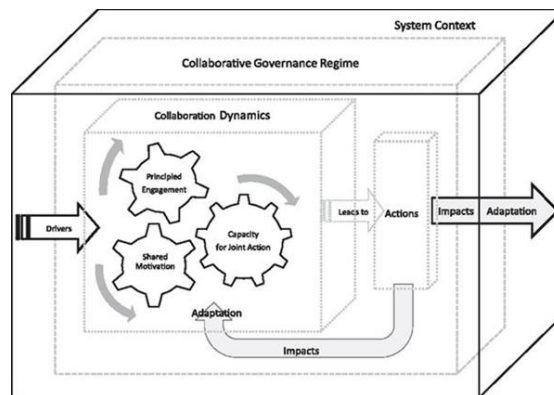 System Context
Collaborative Governance Regime
Collaboration Dynamics
Principled
Engagement
Drivers
Shared
Motivation
Capacity
for Joint Action
Leads to
Actions
Impacts
Adaptation
Adaptation
Impacts